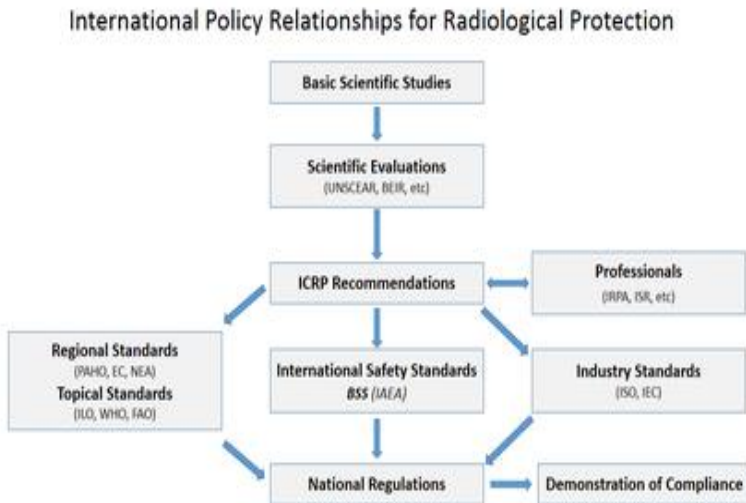 International Policy Relationships for Radiological Protection
Basic Scientific Studies
Scientific Evaluations
(UNSCEAR, BEIR, etc)
ICRP Recommendations
Professionals
(IRPA, ISR, etc)
Regional Standards
(PAHO, EC, NEA)
Topical Standards
(ILO, WHO, FAO)
International Safety Standards
BSS (IAEA)
Industry Standards
(ISO, IEC)
National Regulations
Demonstration of Compliance